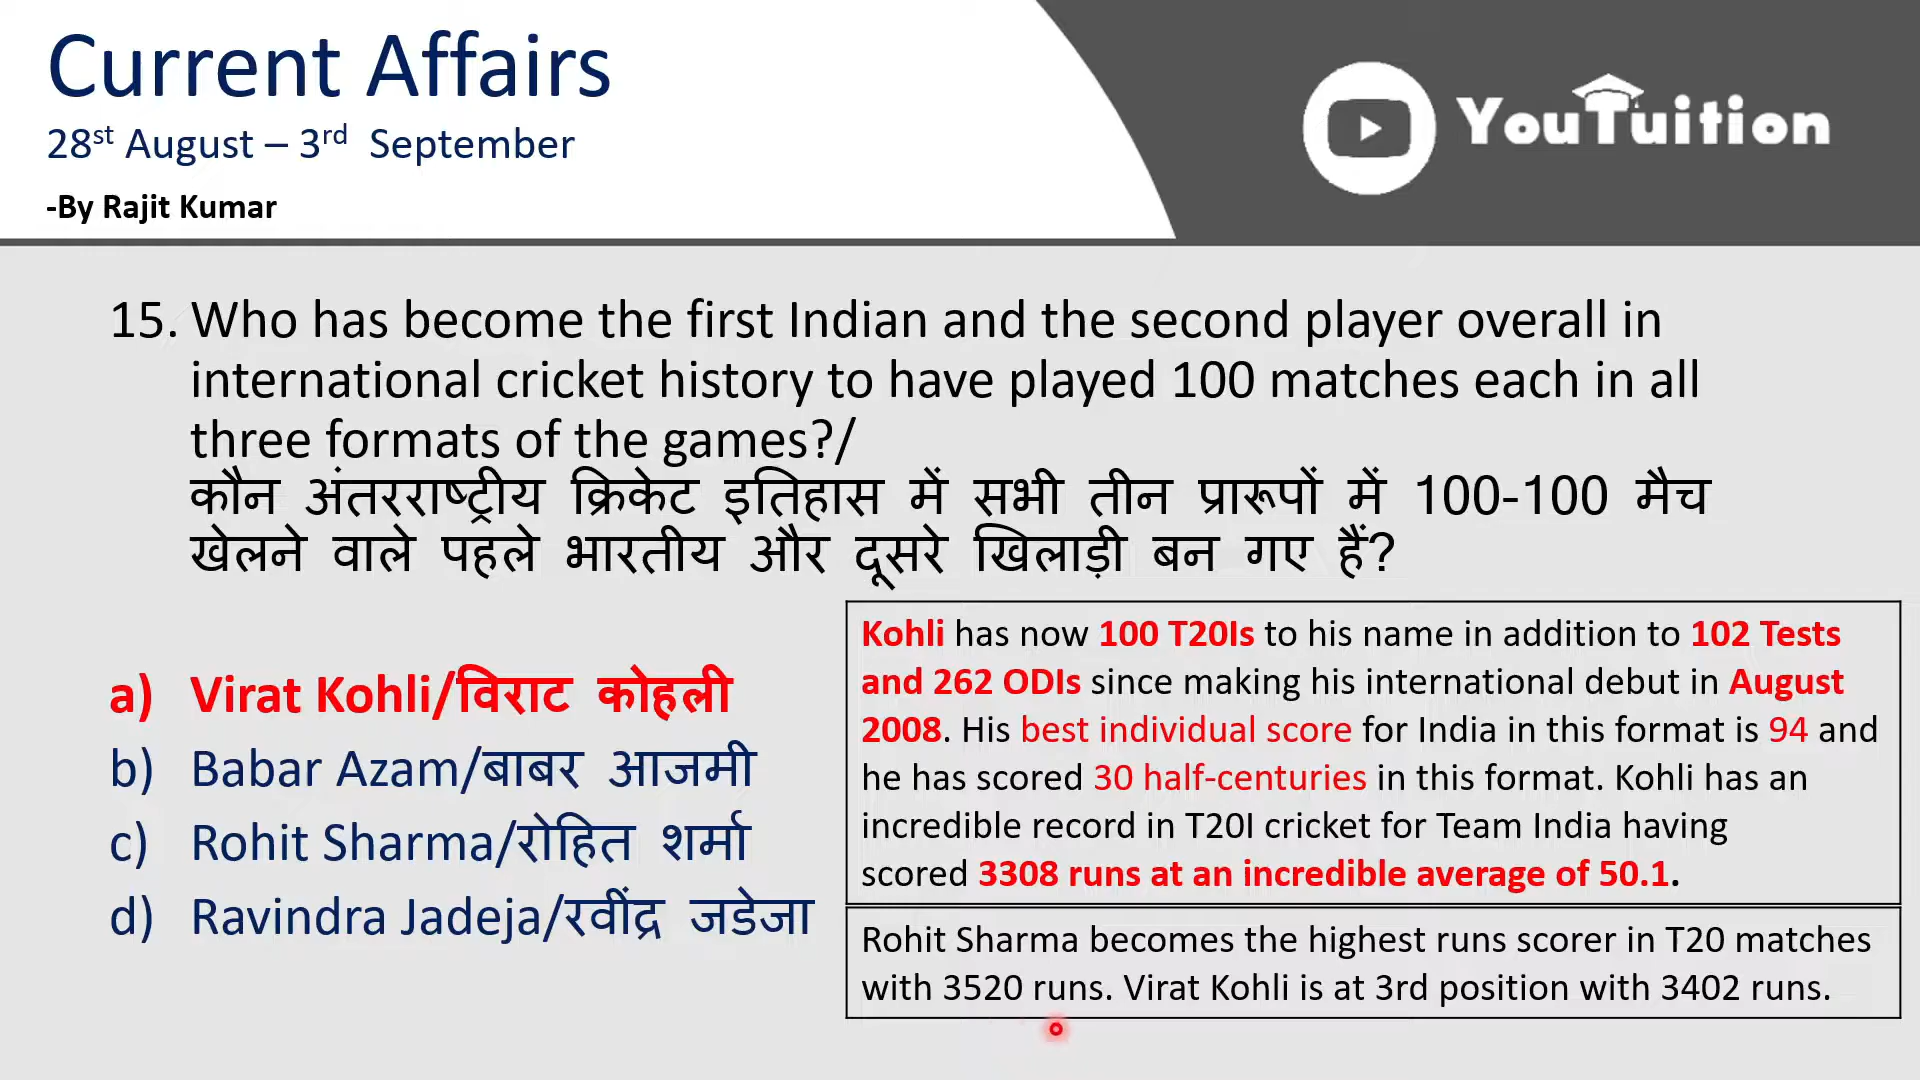 Current Affairs
28st August – 3rd September
-By Rajit Kumar
YouTuition
15. Who has become the first Indian and the second player overall in
international cricket history to have played 100 matches each in all
three formats of the games?/
कौन अंतरराष्ट्रीय क्रिकेट इतिहास में सभी तीन प्रारूपों में 100-100 मैच
खेलने वाले पहले भारतीय और दूसरे खिलाड़ी बन गए हैं?
a) Virat Kohli/विराट कोहली
b) Babar Azam/बाबर आजमी
c) Rohit Sharma/रोहित शर्मा
d) Ravindra Jadeja/रवींद्र जडेजा
Kohli has now 100 T20Is to his name in addition to 102 Tests
and 262 ODIs since making his international debut in August
2008. His best individual score for India in this format is 94 and
he has scored 30 half-centuries in this format. Kohli has an
incredible record in T20I cricket for Team India having
scored 3308 runs at an incredible average of 50.1.
Rohit Sharma becomes the highest runs scorer in T20 matches
with 3520 runs. Virat Kohli is at 3rd position with 3402 runs.